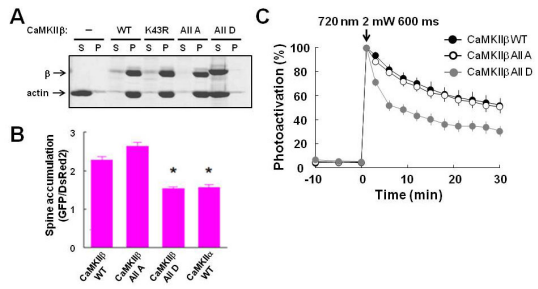 A
CaMKIIβ: – WT K43R All A All D
S P S P S P S P S P
β
actin
B
Spine accumulation
(GFP/DsRed2)
3
2
1
0
CaMKIIβ WT
CaMKIIβ All A
CaMKIIβ All D
CaMKIIα WT
* *
C
720 nm 2 mW 600 ms
CaMKIIβ WT
CaMKIIβ All A
CaMKIIβ All D
Photoactivation (%)
100
80
60
40
20
0
-10 0 10 20 30
Time (min)